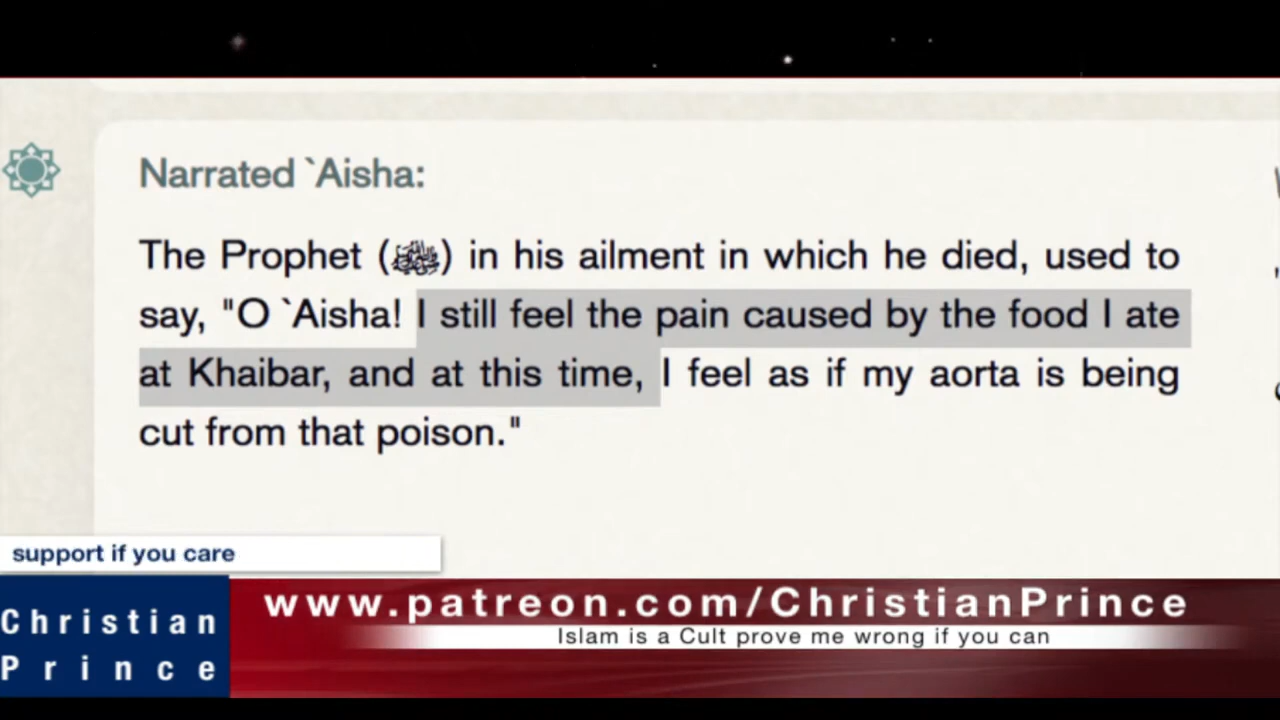 Narrated `Aisha:
The Prophet (ﷺ) in his ailment in which he died, used to
say, "O `Aisha! I still feel the pain caused by the food I ate
at Khaibar, and at this time, I feel as if my aorta is being
cut from that poison."
support if you care
Christian
Prince
www.patreon.com/ChristianPrince
Islam is a Cult prove me wrong if you can